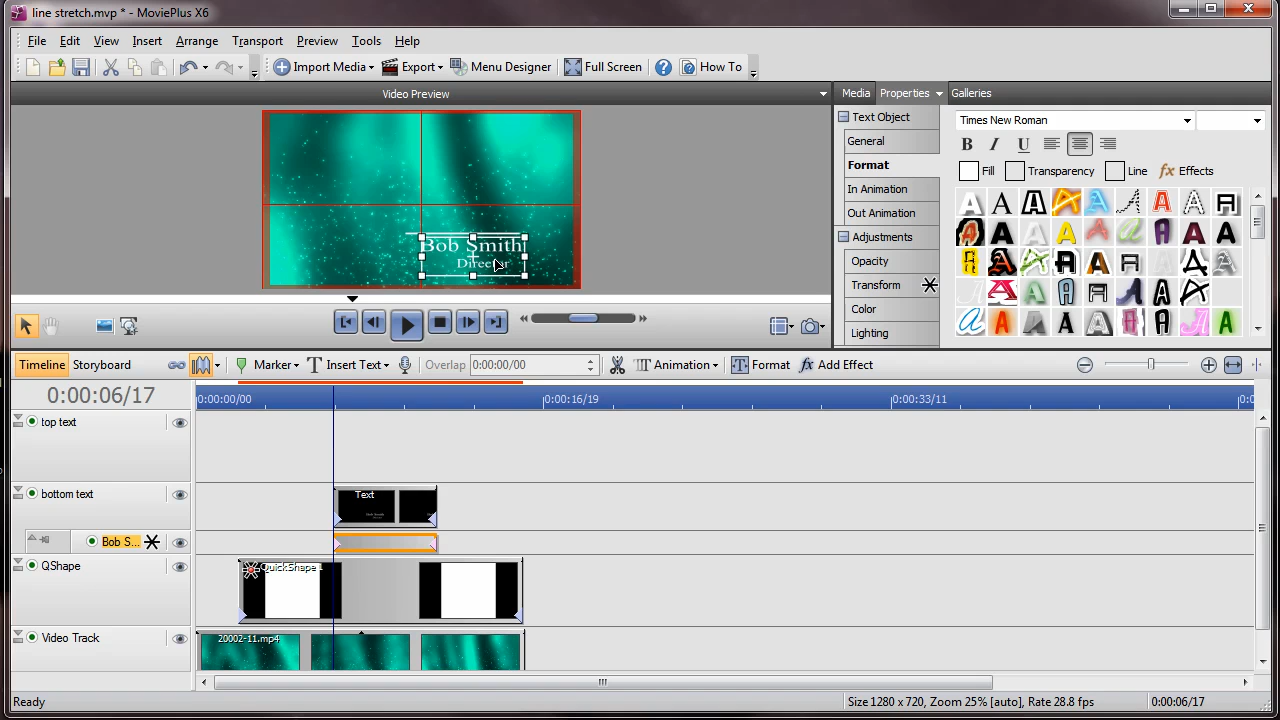 line stretch.mvp * - MoviePlus X6
File Edit View Insert Arrange Transport Preview Tools Help
Import Media Export Menu Designer Full Screen How To
Video Preview
Media Properties Galleries
Text Object
General
Format
In Animation
Out Animation
Adjustments
Opacity
Transform
Color
Lighting
Times New Roman
B I U
Fill Transparency Line fx Effects
Bob Smith
Timeline Storyboard Marker Insert Text Overlap 0:00:00/00 Animation Format Add Effect
0:00:06/17
0:00:00/00 0:00:16/19 0:00:33/11
top text
bottom text
Text
Bob S...
QShape
QuickShape 1
Video Track
20002-11.mp4
Ready
Size 1280 x 720, Zoom 25% [auto], Rate 28.8 fps 0:00:06/17